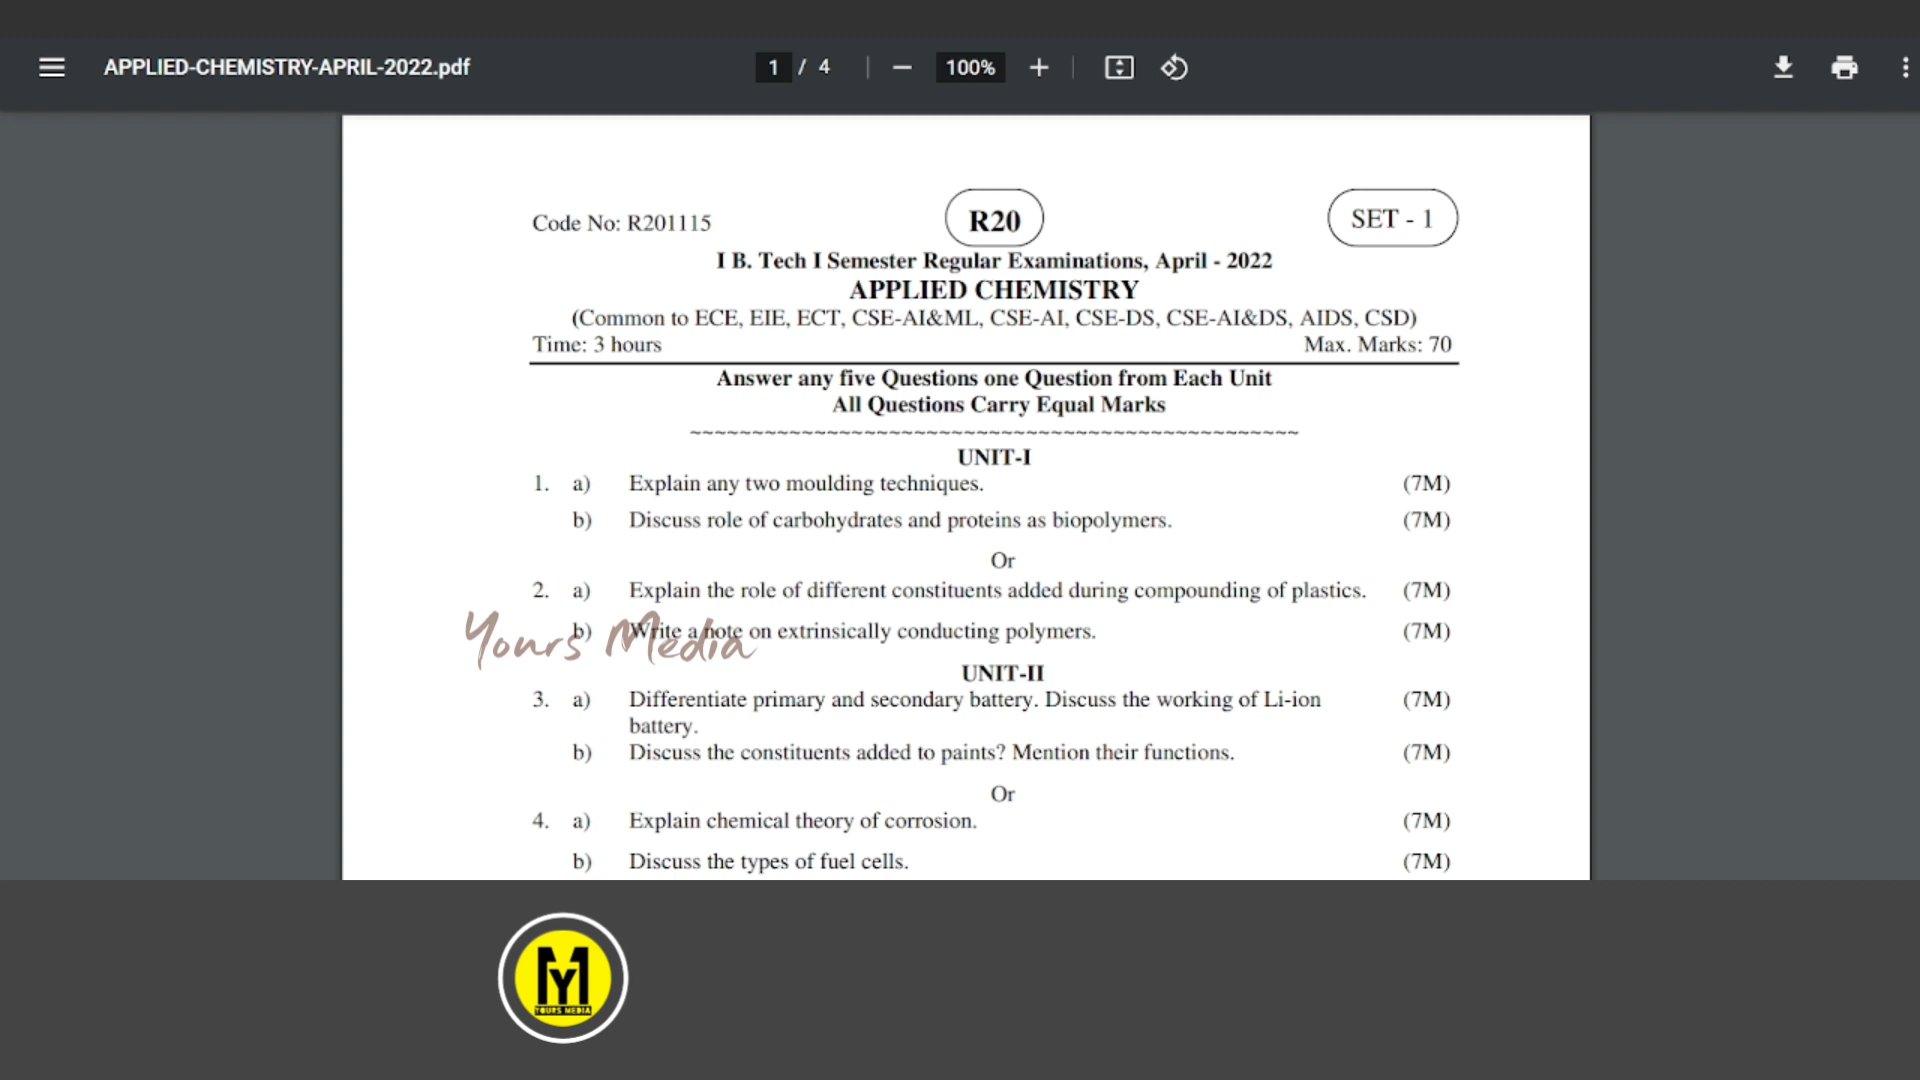 APPLIED-CHEMISTRY-APRIL-2022.pdf
1 / 4
100%
Code No: R201115
R20
SET - 1
I B. Tech I Semester Regular Examinations, April - 2022
APPLIED CHEMISTRY
(Common to ECE, EIE, ECT, CSE-AI&ML, CSE-AI, CSE-DS, CSE-AI&DS, AIDS, CSD)
Time: 3 hours Max. Marks: 70
Answer any five Questions one Question from Each Unit
All Questions Carry Equal Marks
~~~~~~~~~~~~~~~~~~~~~~~~~~~~~~~~~~~~~~~~~~~~~~~~~
UNIT-I
1. a) Explain any two moulding techniques. (7M)
b) Discuss role of carbohydrates and proteins as biopolymers. (7M)
Or
2. a) Explain the role of different constituents added during compounding of plastics. (7M)
b) Write a note on extrinsically conducting polymers. (7M)
Yours Media
UNIT-II
3. a) Differentiate primary and secondary battery. Discuss the working of Li-ion (7M)
battery.
b) Discuss the constituents added to paints? Mention their functions. (7M)
Or
4. a) Explain chemical theory of corrosion. (7M)
b) Discuss the types of fuel cells. (7M)
YM
YOURS MEDIA